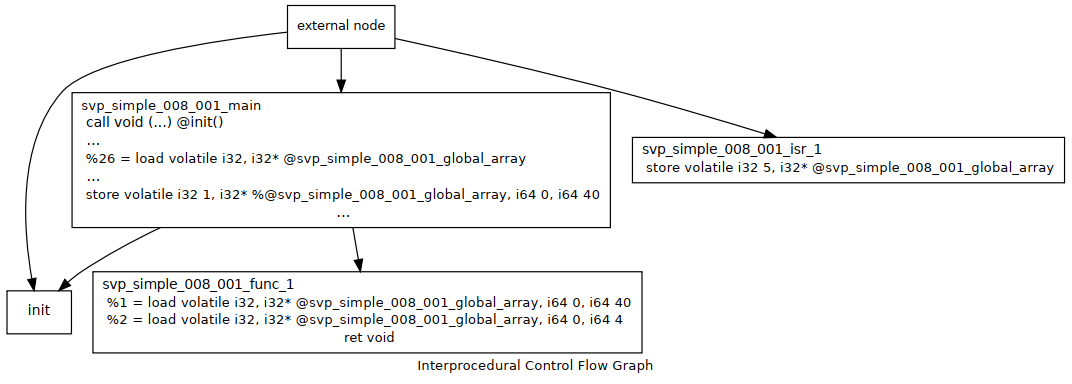 external node
svp_simple_008_001_main
call void (...) @init()
...
%26 = load volatile i32, i32* @svp_simple_008_001_global_array
...
store volatile i32 1, i32* %@svp_simple_008_001_global_array, i64 0, i64 40
...
svp_simple_008_001_isr_1
store volatile i32 5, i32* @svp_simple_008_001_global_array
init
svp_simple_008_001_func_1
%1 = load volatile i32, i32* @svp_simple_008_001_global_array, i64 0, i64 40
%2 = load volatile i32, i32* @svp_simple_008_001_global_array, i64 0, i64 4
ret void
Interprocedural Control Flow Graph